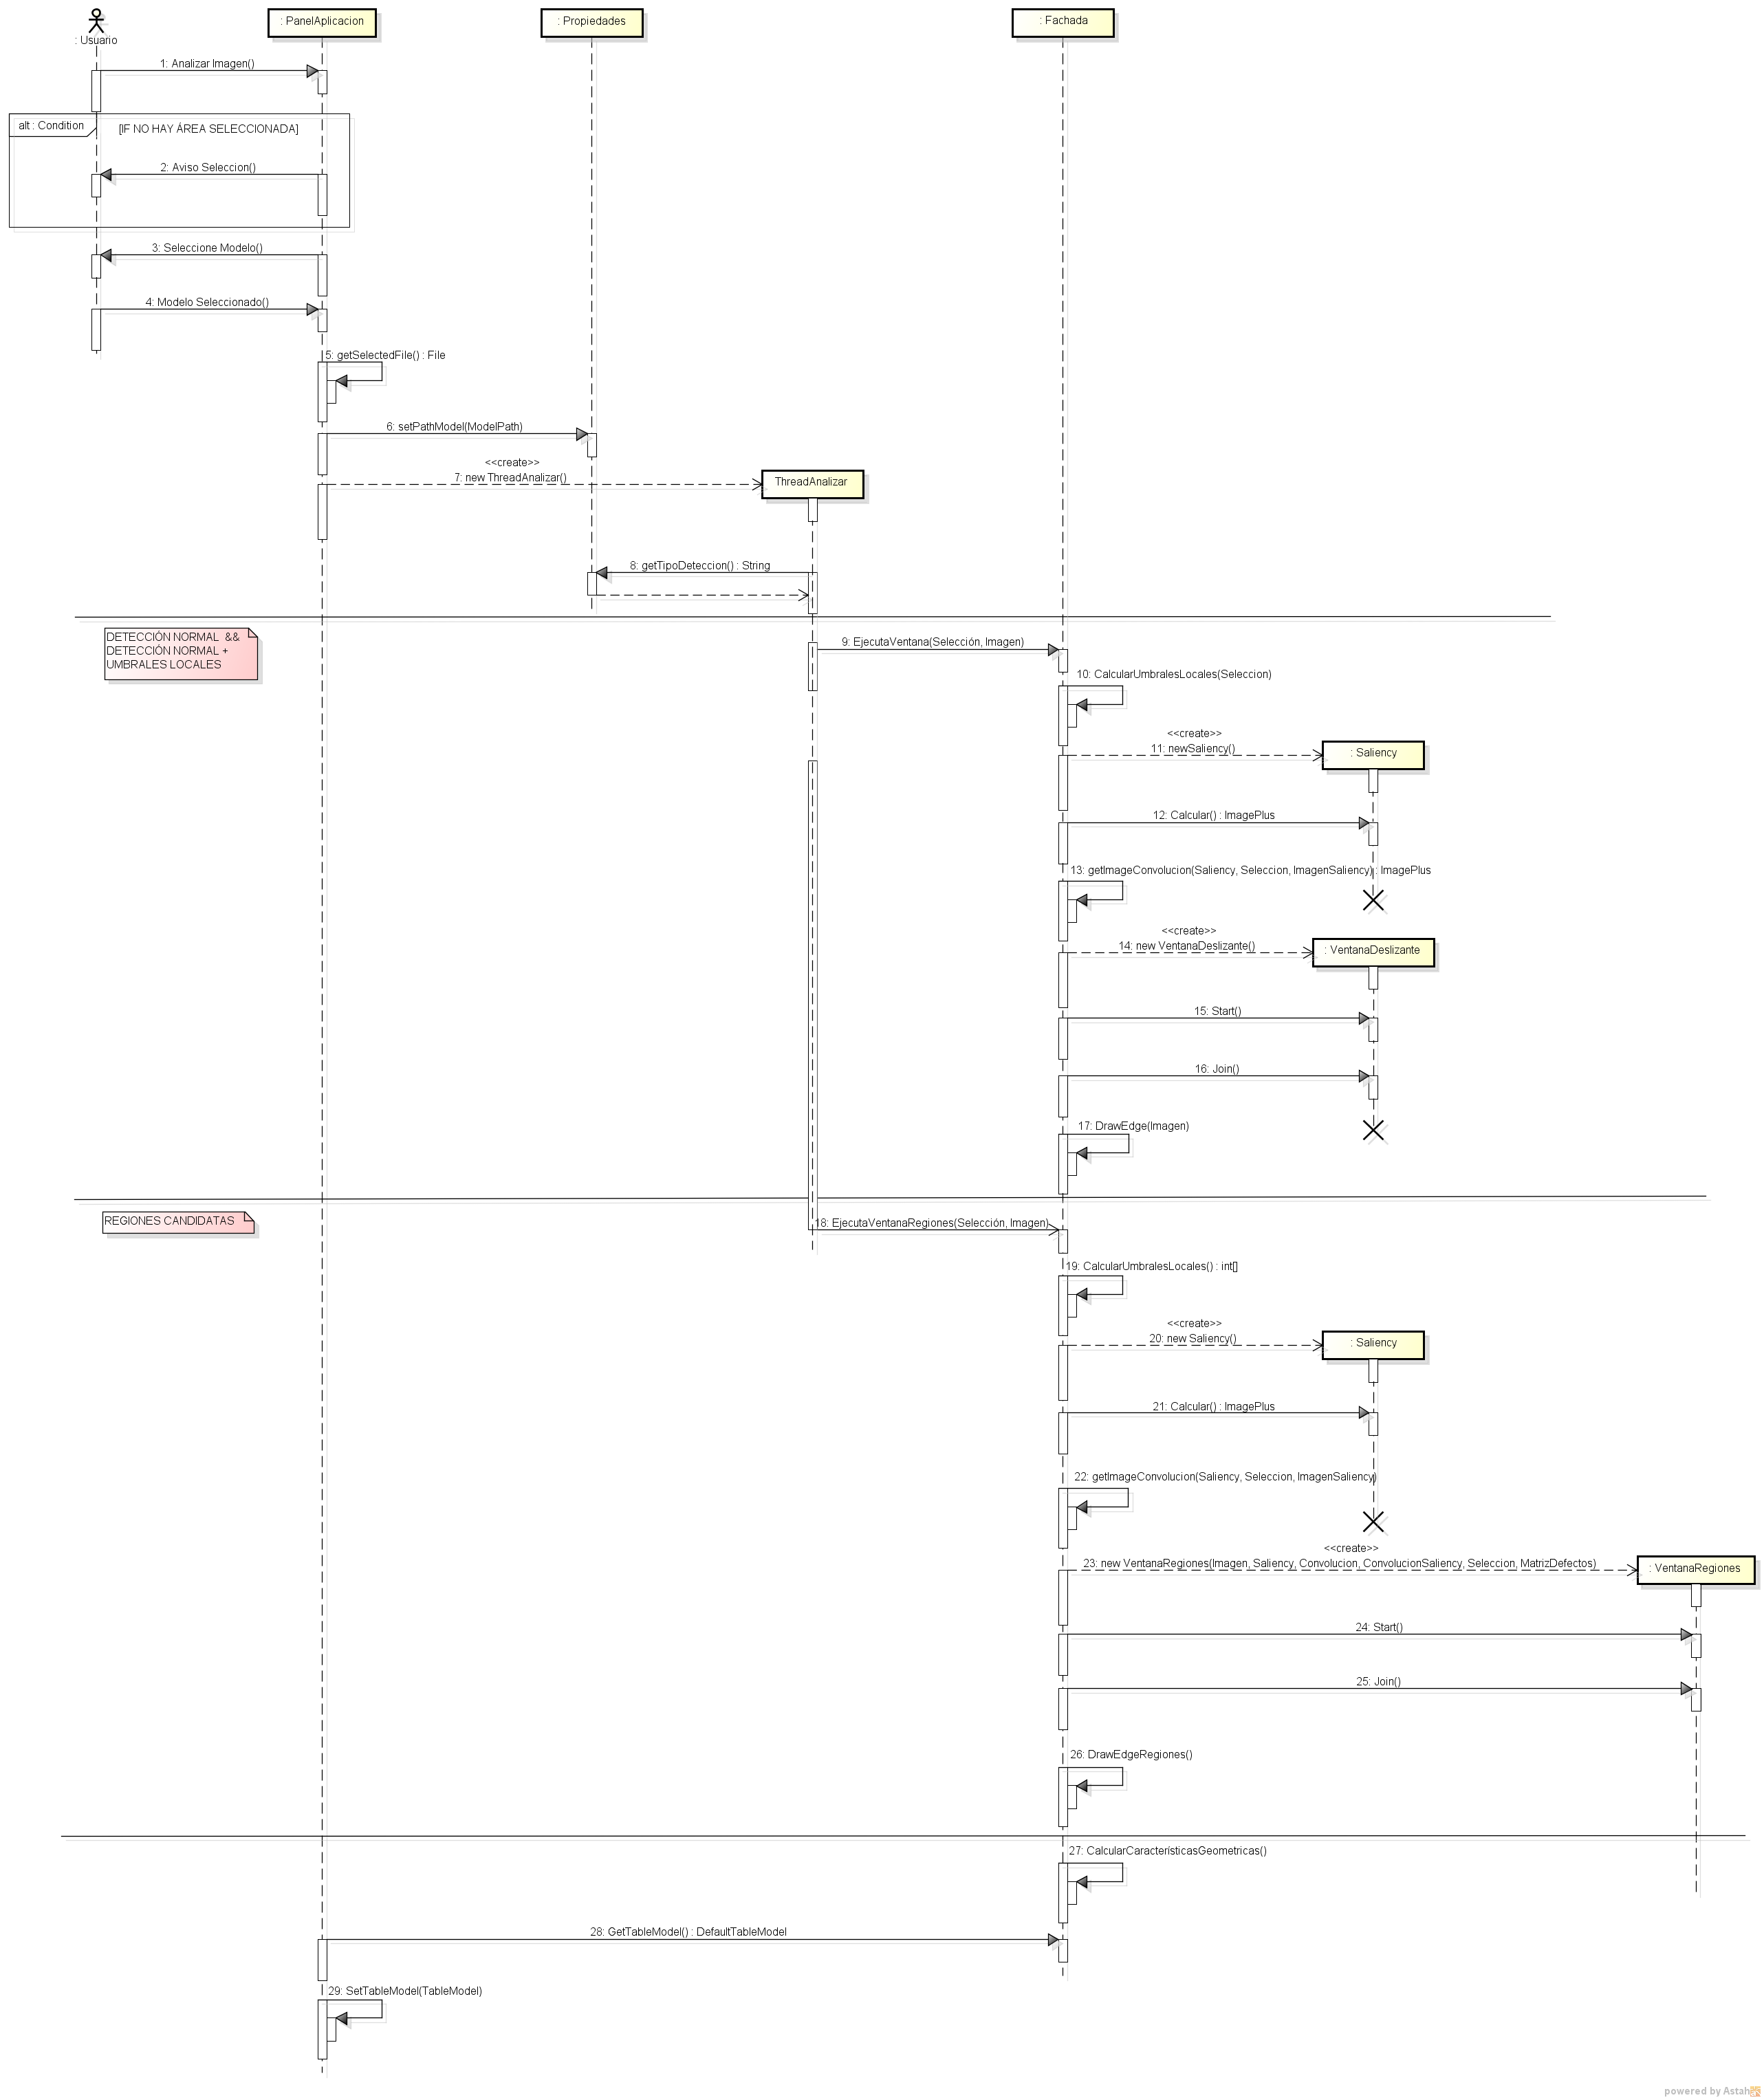 : Usuario
: PanelAplicacion
: Propiedades
: Fachada
1: Analizar Imagen()
alt : Condition
[IF NO HAY ÁREA SELECCIONADA]
2: Aviso Seleccion()
3: Seleccione Modelo()
4: Modelo Seleccionado()
5: getSelectedFile() : File
6: setPathModel(ModelPath)
<<create>>
7: new ThreadAnalizar()
ThreadAnalizar
8: getTipoDeteccion() : String
DETECCIÓN NORMAL &&
DETECCIÓN NORMAL +
UMBRALES LOCALES
9: EjecutaVentana(Selección, Imagen)
10: CalcularUmbralesLocales(Seleccion)
<<create>>
11: newSaliency()
: Saliency
12: Calcular() : ImagePlus
13: getImageConvolucion(Saliency, Seleccion, ImagenSaliency) : ImagePlus
<<create>>
14: new VentanaDeslizante()
: VentanaDeslizante
15: Start()
16: Join()
17: DrawEdge(Imagen)
REGIONES CANDIDATAS
18: EjecutaVentanaRegiones(Selección, Imagen)
19: CalcularUmbralesLocales() : int[]
<<create>>
20: new Saliency()
: Saliency
21: Calcular() : ImagePlus
22: getImageConvolucion(Saliency, Seleccion, ImagenSaliency)
<<create>>
23: new VentanaRegiones(Imagen, Saliency, Convolucion, ConvolucionSaliency, Seleccion, MatrizDefectos)
: VentanaRegiones
24: Start()
25: Join()
26: DrawEdgeRegiones()
27: CalcularCaracterísticasGeometricas()
28: GetTableModel() : DefaultTableModel
29: SetTableModel(TableModel)
powered by Astah